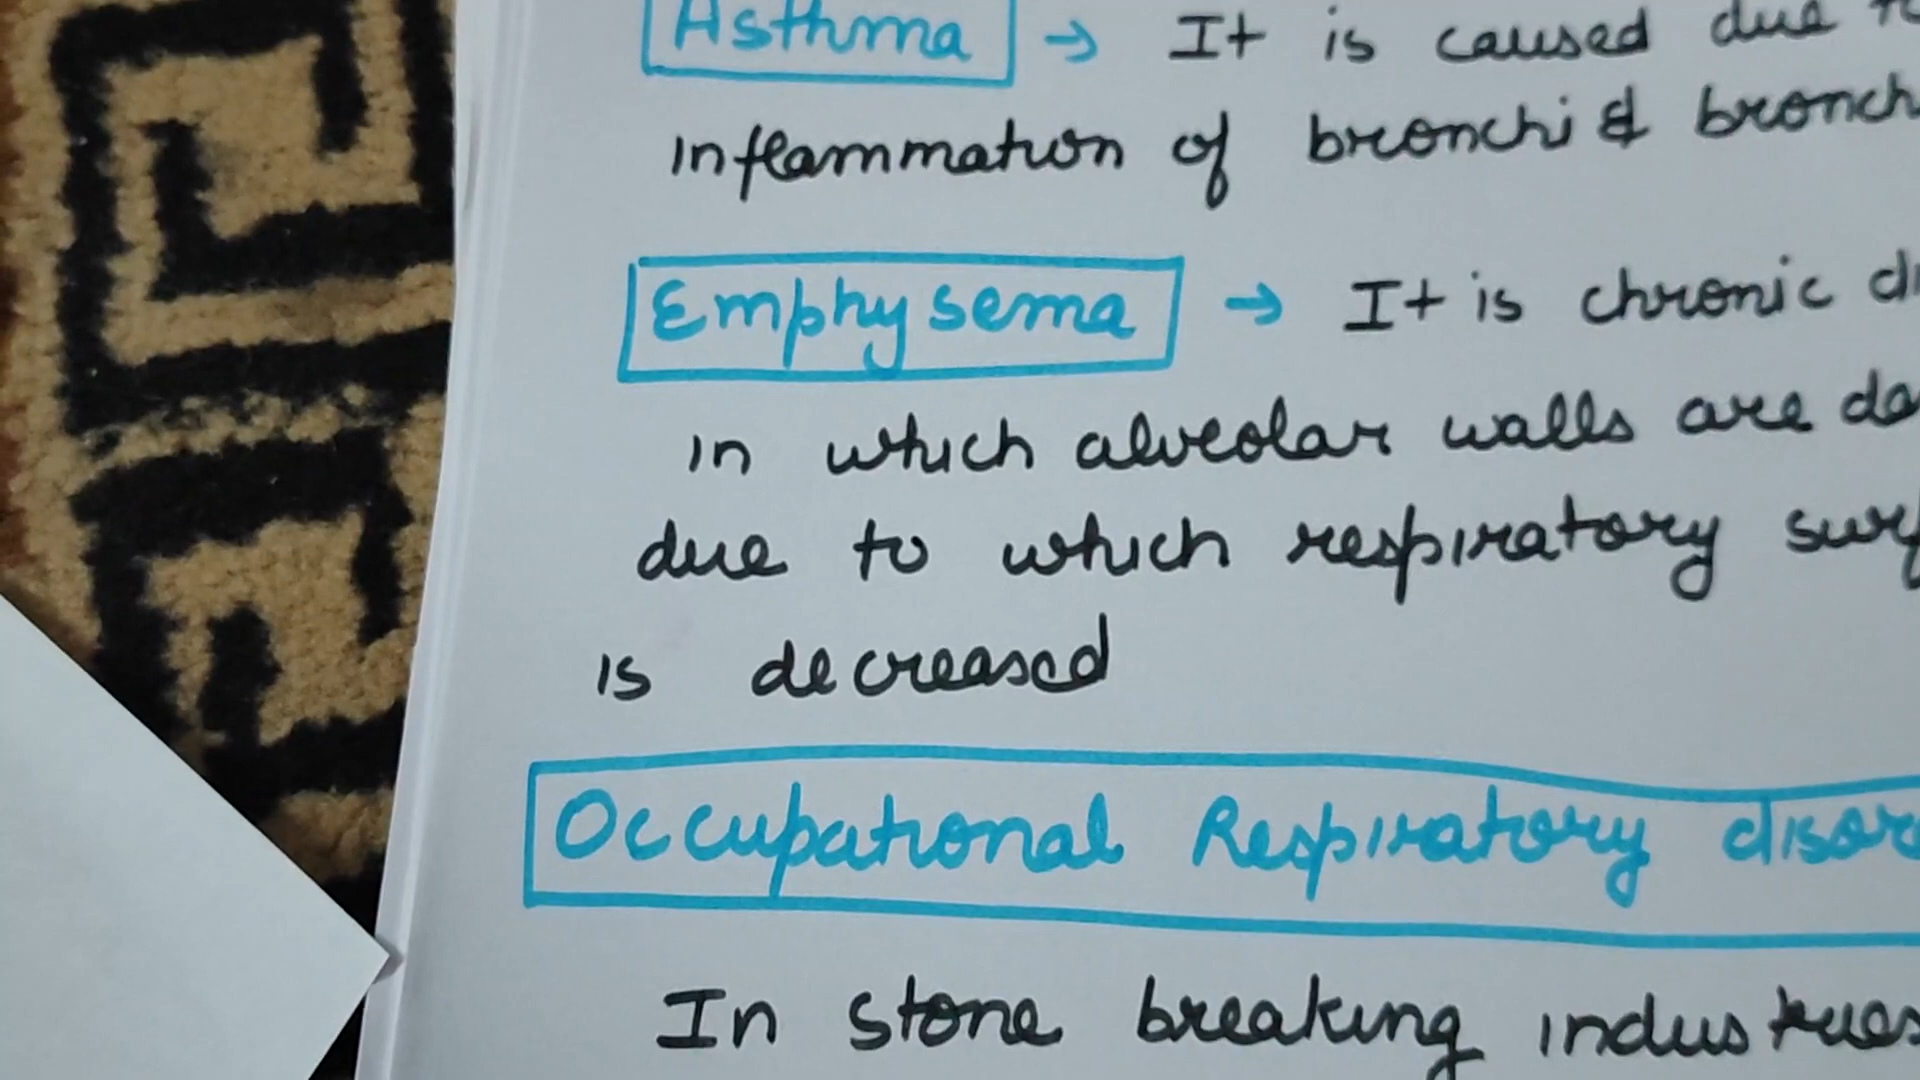 Asthma → It is caused due
inflammation of bronchi &
Emphysema → It is chronic
in which alveolar walls are
due to which respiratory
is decreased
Occupational Respiratory
In stone breaking industries